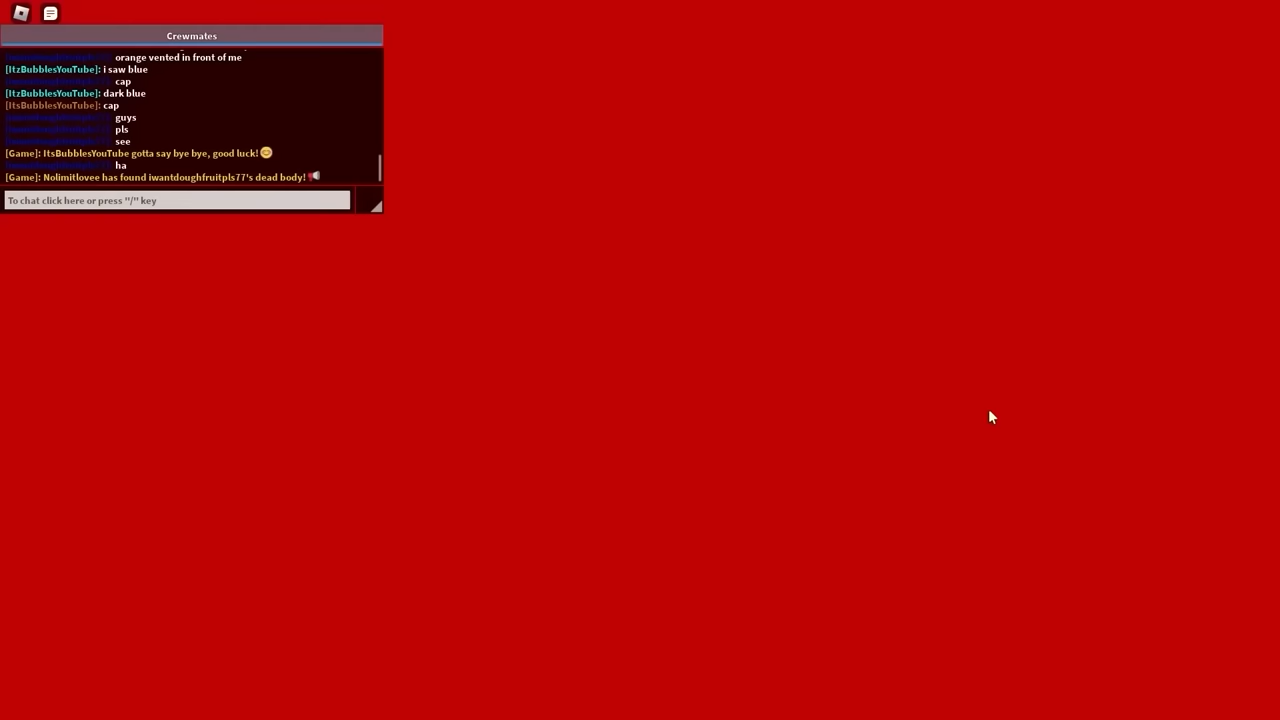 Crewmates
orange vented in front of me
[ItzBubblesYouTube]: i saw blue
cap
[ItzBubblesYouTube]: dark blue
[ItsBubblesYouTube]: cap
guys
pls
see
[Game]: ItsBubblesYouTube gotta say bye bye, good luck!😊
ha
[Game]: Nolimitlovee has found iwantdoughfruitpls77's dead body!📢
To chat click here or press "/" key